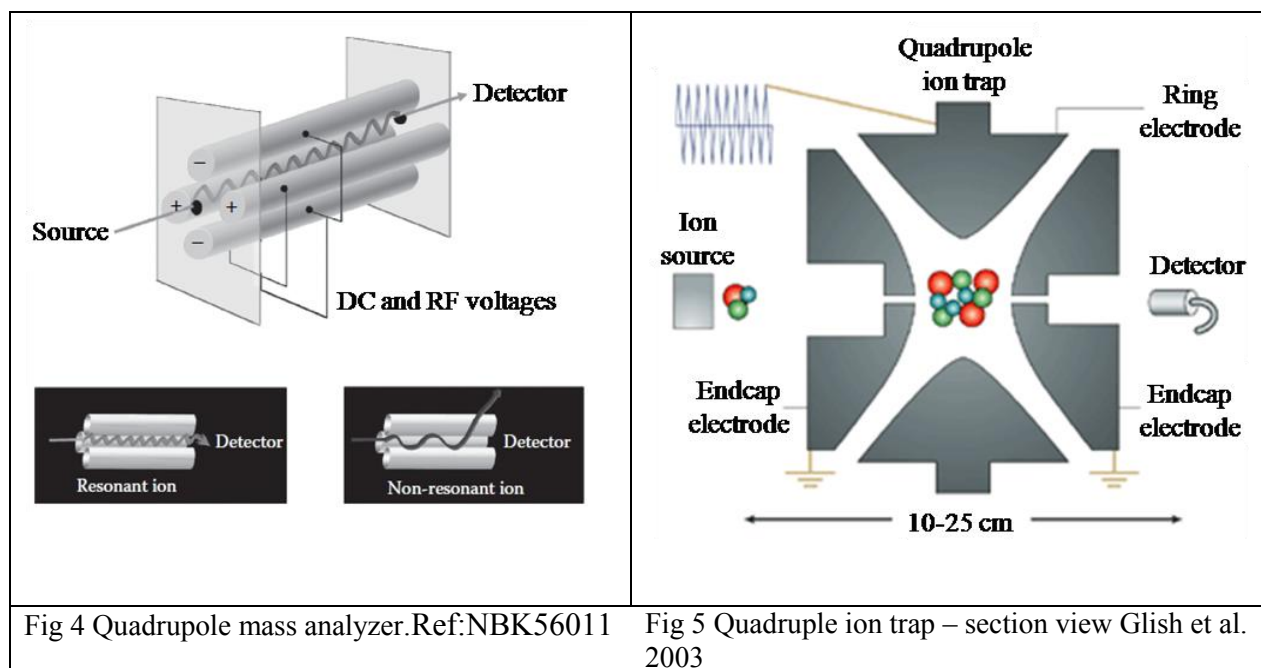 Detector
−
+
+
−
Source
DC and RF voltages
Detector
Resonant ion
Detector
Non-resonant ion
Fig 4 Quadrupole mass analyzer.Ref:NBK56011
Quadrupole
ion trap
Ring
electrode
Ion
source
Detector
Endcap
electrode
Endcap
electrode
10-25 cm
Fig 5 Quadruple ion trap – section view Glish et al.
2003